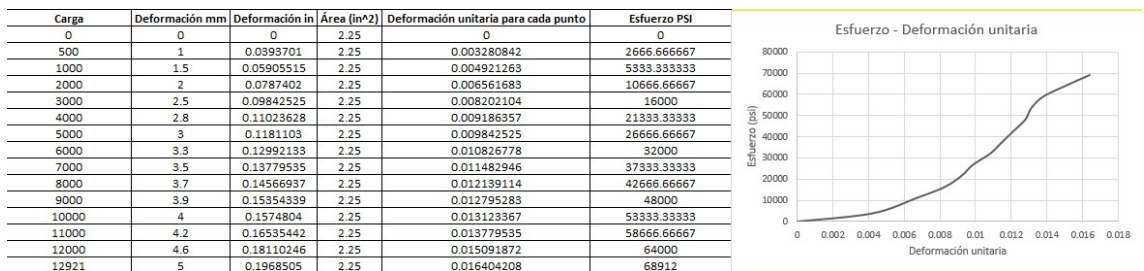 Carga Deformación mm Deformación in Área (in^2) Deformación unitaria para cada punto Esfuerzo PSI
0 0 0 2.25 0 0
500 1 0.0393701 2.25 0.003280842 2666.666667
1000 1.5 0.05905515 2.25 0.004921263 5333.333333
2000 2 0.0787402 2.25 0.006561683 10666.66667
3000 2.5 0.09842525 2.25 0.008202104 16000
4000 2.8 0.11023628 2.25 0.009186357 21333.33333
5000 3 0.1181103 2.25 0.009842525 26666.66667
6000 3.3 0.12992133 2.25 0.010826778 32000
7000 3.5 0.13779535 2.25 0.011482946 37333.33333
8000 3.7 0.14566937 2.25 0.012139114 42666.66667
9000 3.9 0.15354339 2.25 0.012795283 48000
10000 4 0.1574804 2.25 0.013123367 53333.33333
11000 4.2 0.16535442 2.25 0.013779535 58666.66667
12000 4.6 0.18110246 2.25 0.015091872 64000
12921 5 0.1968505 2.25 0.016404208 68912
Esfuerzo - Deformación unitaria
80000
70000
60000
50000
40000
30000
20000
10000
0
Esfuerzo (psi)
0 0.002 0.004 0.006 0.008 0.01 0.012 0.014 0.016 0.018
Deformación unitaria